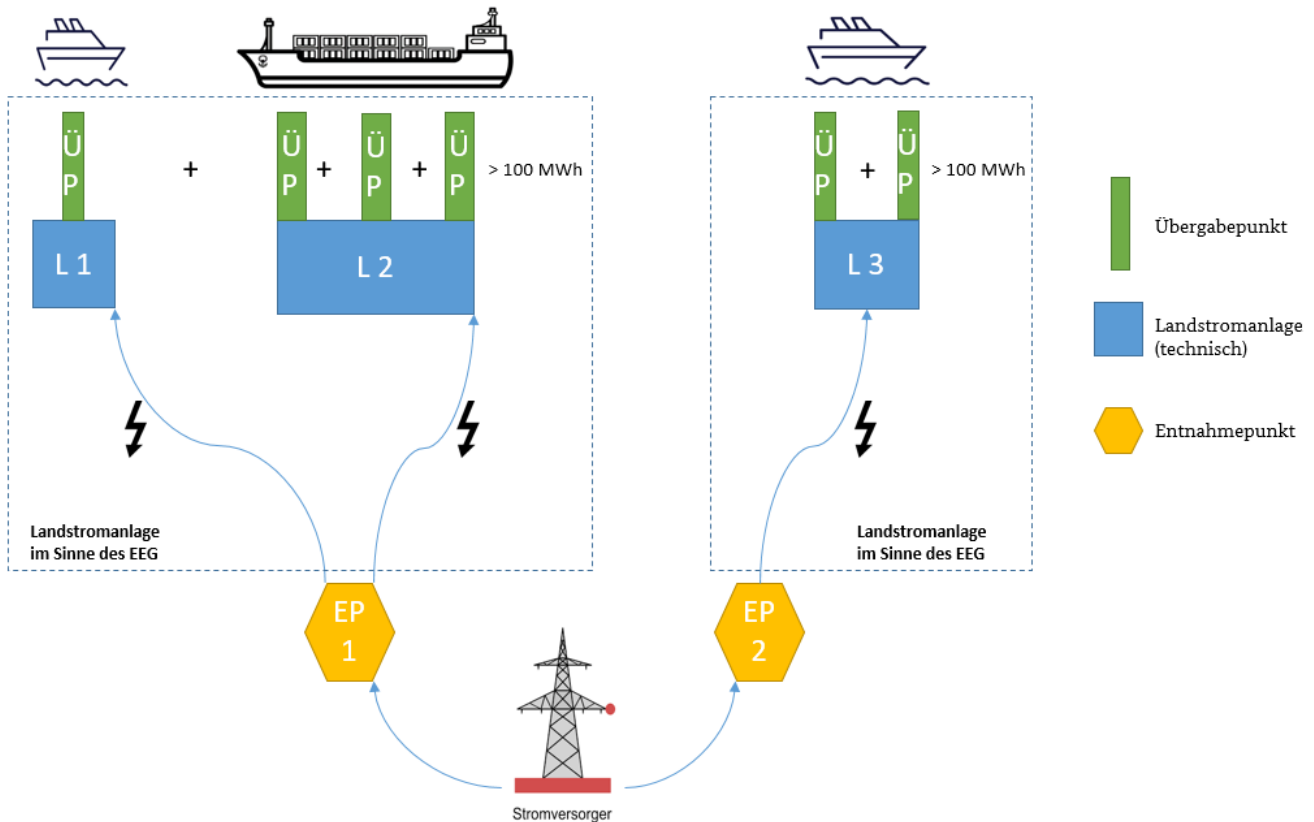 Ü
P
+
Ü
P
+
Ü
P
+
Ü
P
> 100 MWh
L 1
L 2
Landstromanlage
im Sinne des EEG
Ü
P
+
Ü
P
> 100 MWh
L 3
Landstromanlage
im Sinne des EEG
Übergabepunkt
Landstromanlage
(technisch)
Entnahmepunkt
EP
1
EP
2
Stromversorger